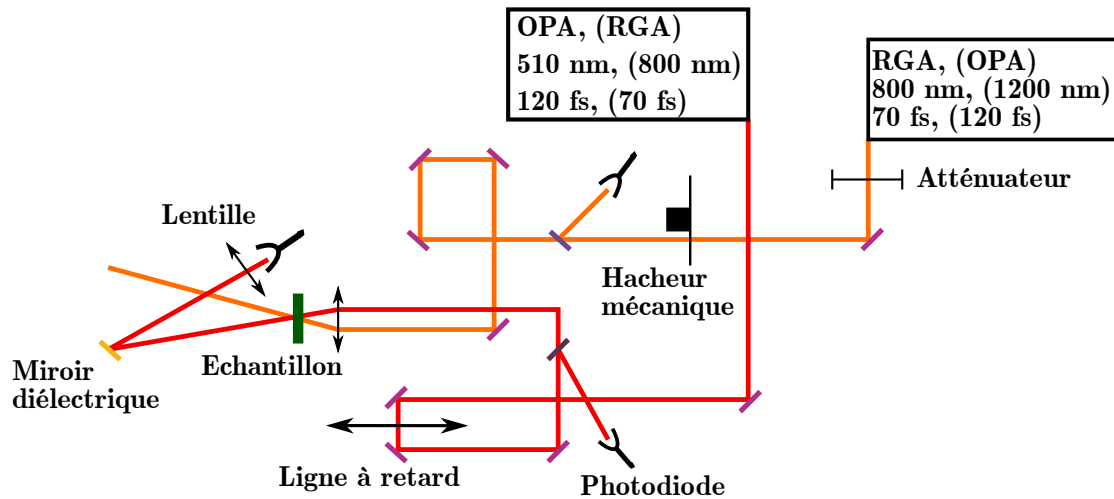 OPA, (RGA)
510 nm, (800 nm)
120 fs, (70 fs)
RGA, (OPA)
800 nm, (1200 nm)
70 fs, (120 fs)
Atténuateur
Lentille
Hacheur
mécanique
Echantillon
Miroir
diélectrique
Ligne à retard
Photodiode